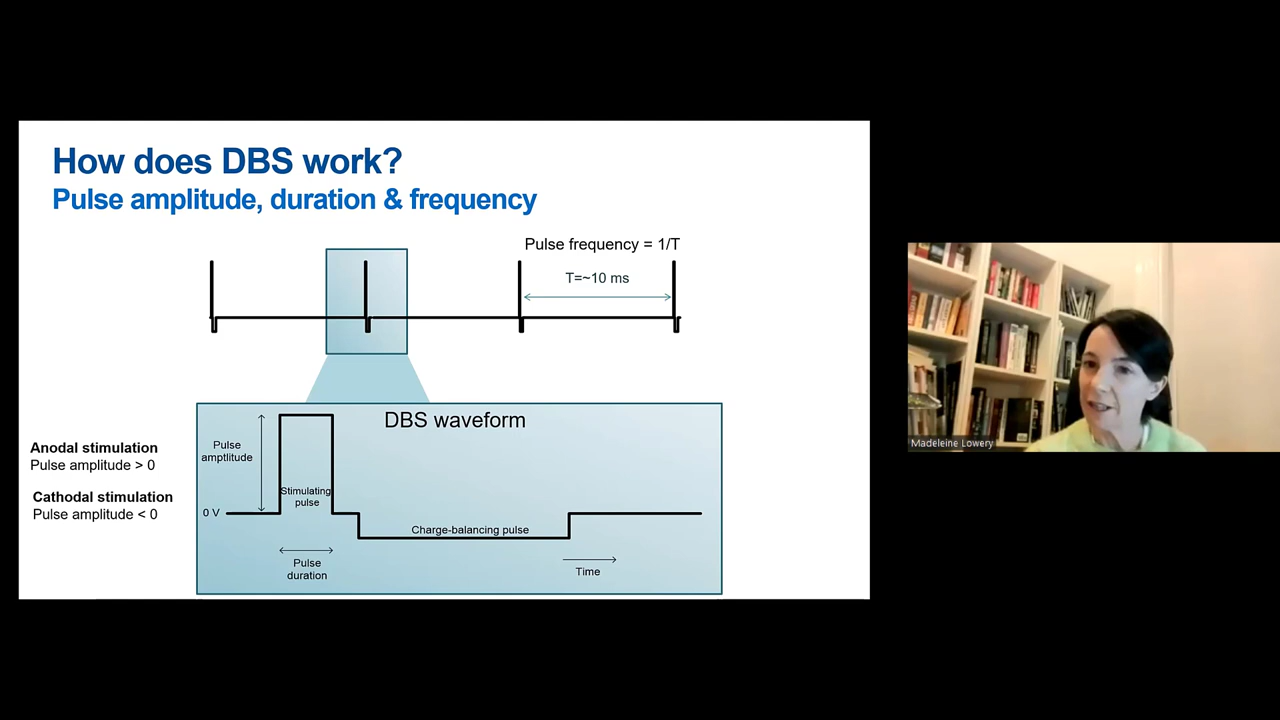 How does DBS work?
Pulse amplitude, duration & frequency
Pulse frequency = 1/T
T=~10 ms
DBS waveform
Pulse
amptlitude
Anodal stimulation
Pulse amplitude > 0
Stimulating
pulse
Cathodal stimulation
Pulse amplitude < 0
0 V
Charge-balancing pulse
Pulse
duration
Time
Madeleine Lowery